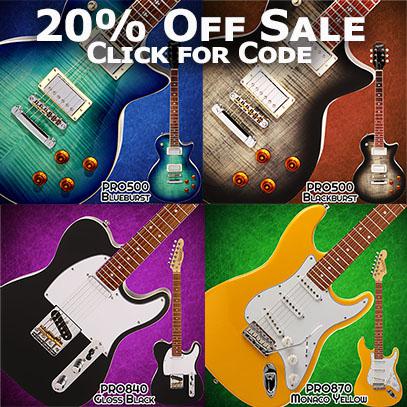 20% Off Sale
Click for Code
PRO500
Blueburst
PRO500
Blackburst
PRO840
Gloss Black
PRO870
Monaco Yellow